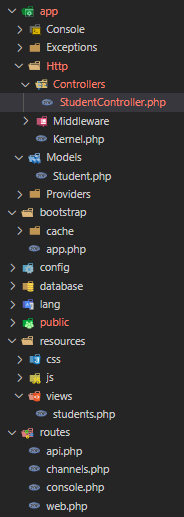 app
Console
Exceptions
Http
Controllers
StudentController.php
Middleware
Kernel.php
Models
Student.php
Providers
bootstrap
cache
app.php
config
database
lang
public
resources
css
js
views
students.php
routes
api.php
channels.php
console.php
web.php